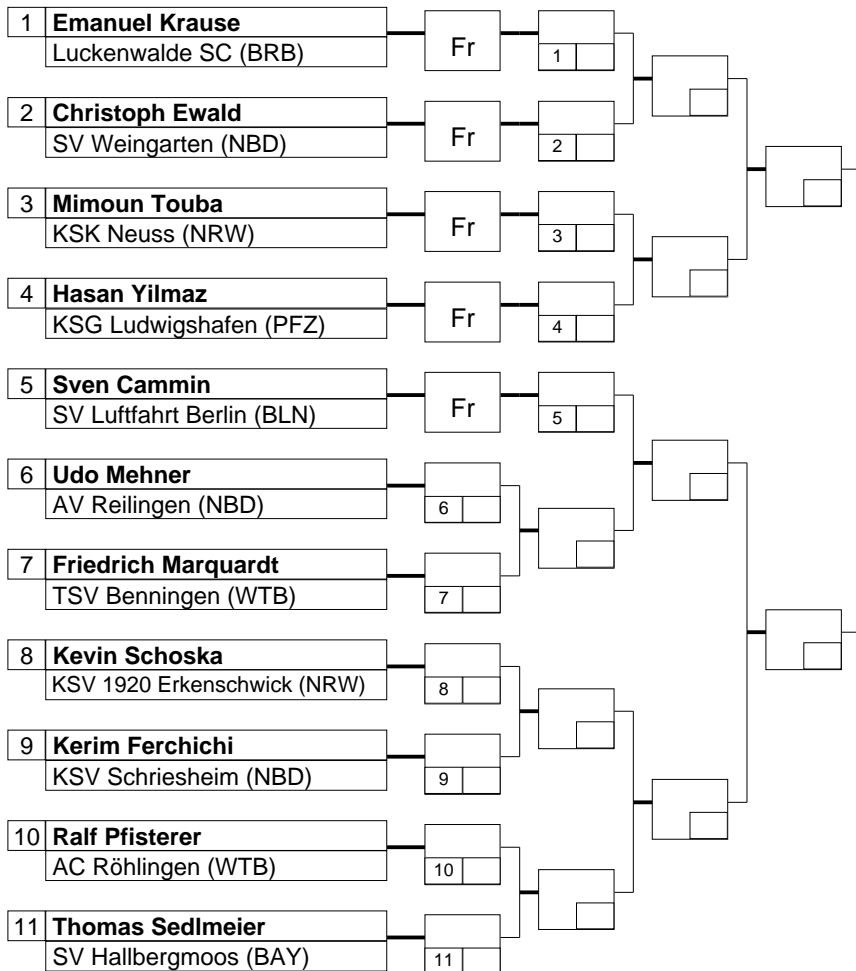 1 Emanuel Krause
Luckenwalde SC (BRB)
Fr
1
2 Christoph Ewald
SV Weingarten (NBD)
Fr
2
3 Mimoun Touba
KSK Neuss (NRW)
Fr
3
4 Hasan Yilmaz
KSG Ludwigshafen (PFZ)
Fr
4
5 Sven Cammin
SV Luftfahrt Berlin (BLN)
Fr
5
6 Udo Mehner
AV Reilingen (NBD)
6
7 Friedrich Marquardt
TSV Benningen (WTB)
7
8 Kevin Schoska
KSV 1920 Erkenschwick (NRW)
8
9 Kerim Ferchichi
KSV Schriesheim (NBD)
9
10 Ralf Pfisterer
AC Röhlingen (WTB)
10
11 Thomas Sedlmeier
SV Hallbergmoos (BAY)
11